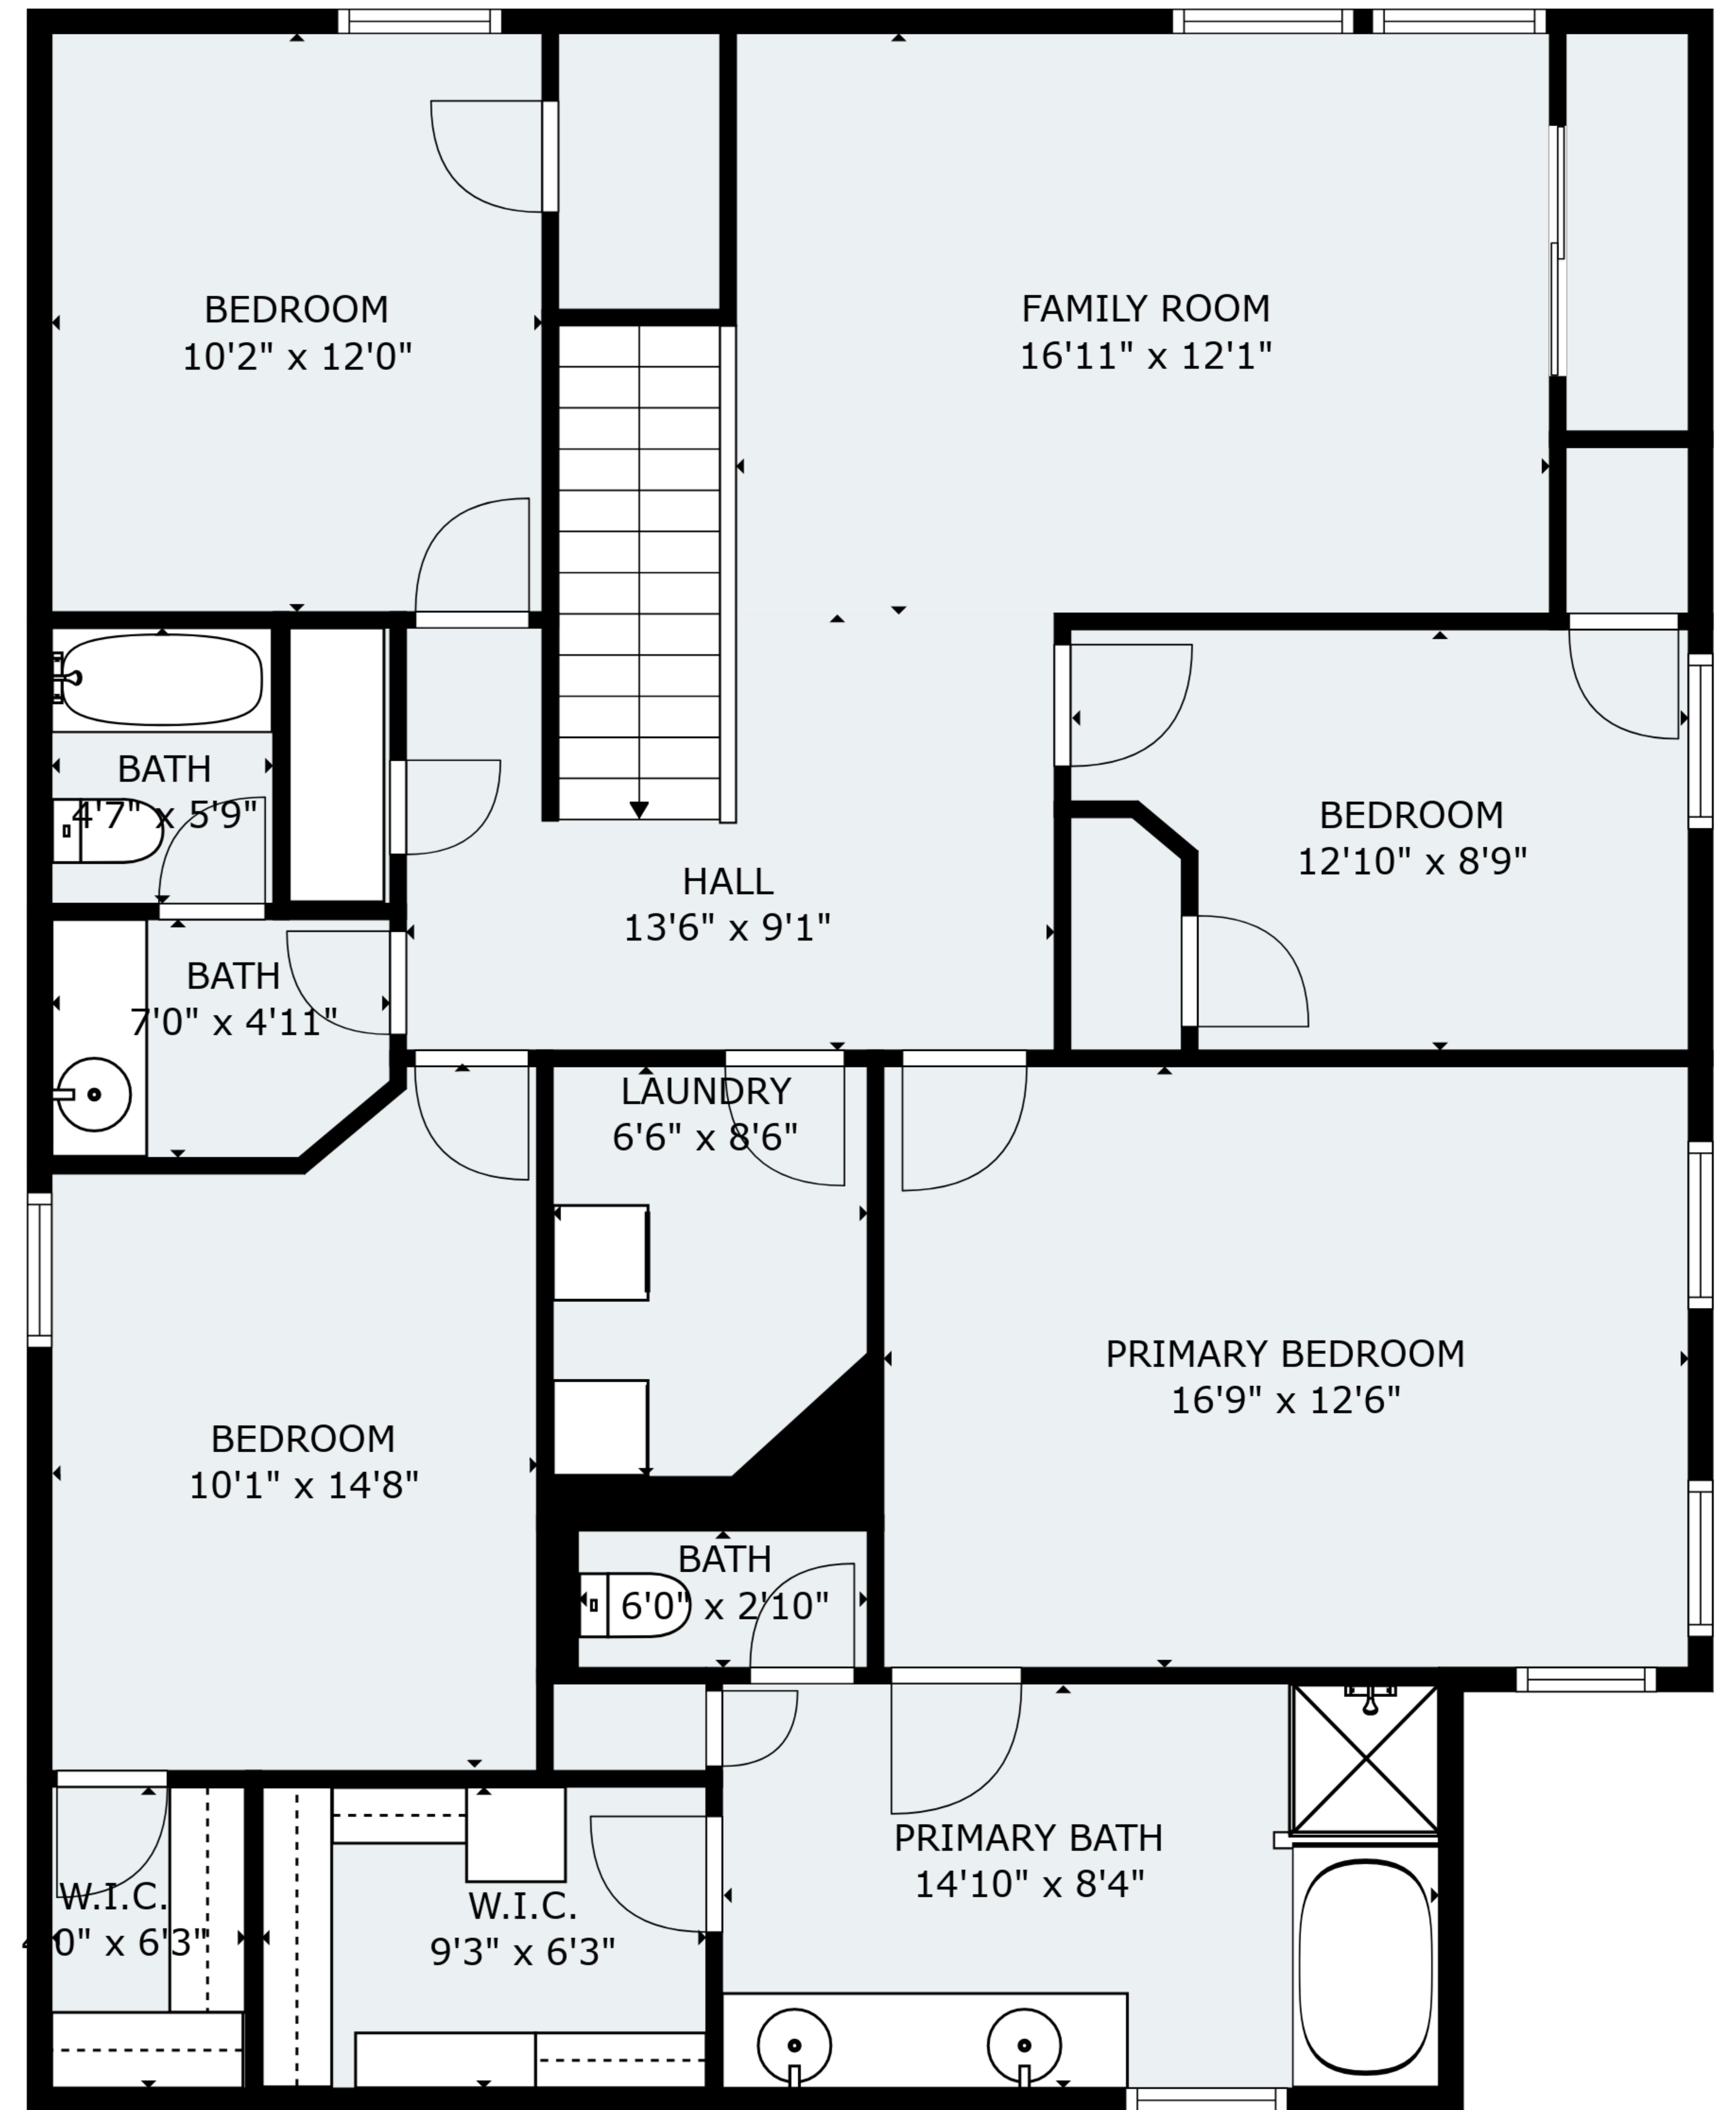 BEDROOM
10'2" x 12'0"
FAMILY ROOM
16'11" x 12'1"
BATH
4'7" x 5'9"
BEDROOM
12'10" x 8'9"
HALL
13'6" x 9'1"
BATH
7'0" x 4'11"
LAUNDRY
6'6" x 8'6"
PRIMARY BEDROOM
16'9" x 12'6"
BEDROOM
10'1" x 14'8"
BATH
6'0" x 2'10"
PRIMARY BATH
14'10" x 8'4"
W.I.C.
0" x 6'3"
W.I.C.
9'3" x 6'3"